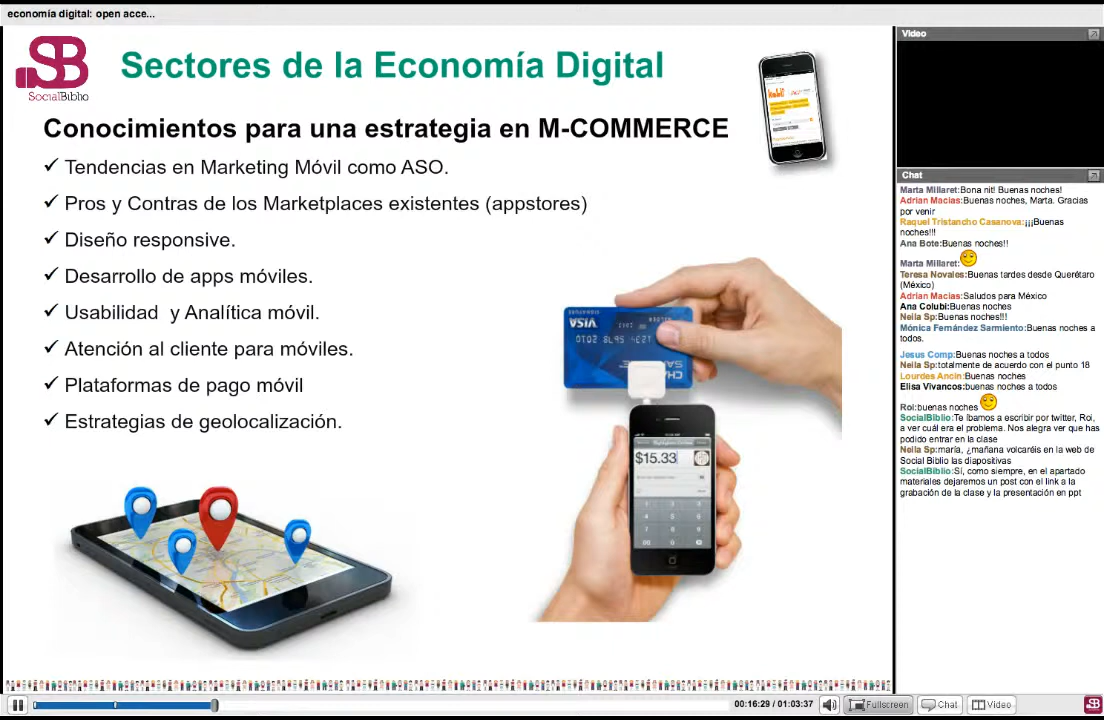 economía digital: open acce...
SB
SocialBiblio
Sectores de la Economía Digital
Conocimientos para una estrategia en M-COMMERCE
✓ Tendencias en Marketing Móvil como ASO.
✓ Pros y Contras de los Marketplaces existentes (appstores)
✓ Diseño responsive.
✓ Desarrollo de apps móviles.
✓ Usabilidad y Analítica móvil.
✓ Atención al cliente para móviles.
✓ Plataformas de pago móvil
✓ Estrategias de geolocalización.
VISA
$15.33
Video
Chat
Marta Millaret:Bona nit! Buenas noches!
Adrian Macias:Buenas noches, Marta. Gracias
por venir
Raquel Tristancho Casanova:¡¡¡Buenas
noches!!!
Ana Bote:Buenas noches!!
Marta Millaret:
Teresa Novales:Buenas tardes desde Querétaro
(México)
Adrian Macias:Saludos para México
Ana Colubi:Buenas noches
Neila Sp:Buenas noches!!!
Mónica Fernández Sarmiento:Buenas noches a
todos.
Jesus Comp:Buenas noches a todos
Neila Sp:totalmente de acuerdo con el punto 18
Lourdes Ancin:Buenas noches
Elisa Vivancos:buenas noches a todos
Roi:buenas noches
SocialBiblio:Te íbamos a escribir por twitter, Roi,
a ver cuál era el problema. Nos alegra ver que has
podido entrar en la clase
Neila Sp:maría, ¿mañana volcaréis en la web de
Social Biblio las diapositivas
SocialBiblio:Sí, como siempre, en el apartado
materiales dejaremos un post con el link a la
grabación de la clase y la presentación en ppt
00:16:29 / 01:03:37
Fullscreen
Chat
Video
SB